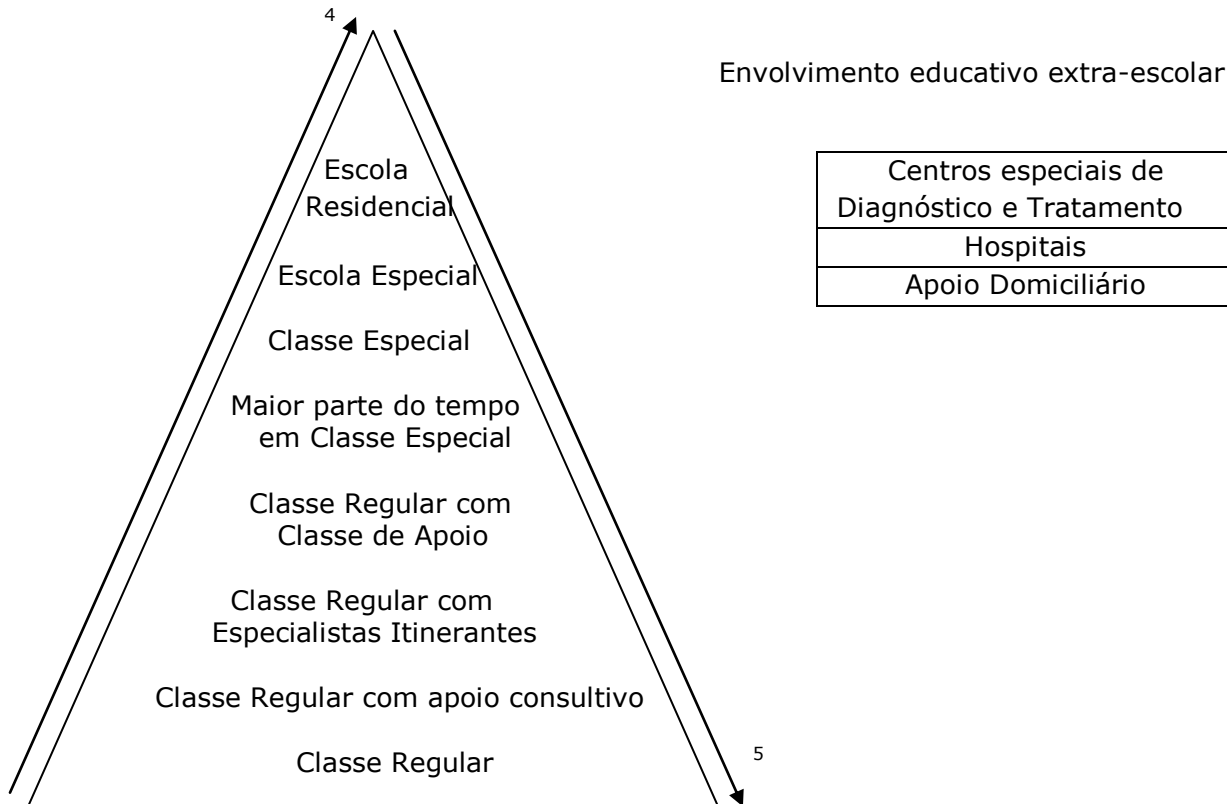 4
Envolvimento educativo extra-escolar
Centros especiais de
Diagnóstico e Tratamento
Hospitais
Apoio Domiciliário
Escola
Residencial
Escola Especial
Classe Especial
Maior parte do tempo
em Classe Especial
Classe Regular com
Classe de Apoio
Classe Regular com
Especialistas Itinerantes
Classe Regular com apoio consultivo
5
Classe Regular